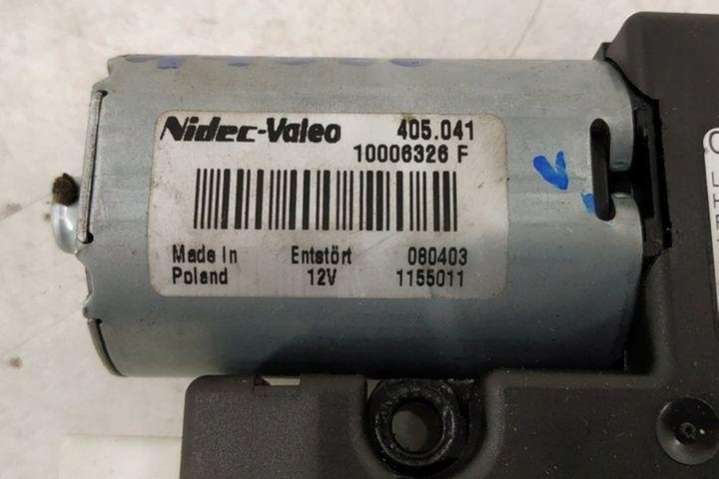 Nidec-Valeo 405.041
10006326 F
Made in Entstört 080403
Poland 12V 1155011